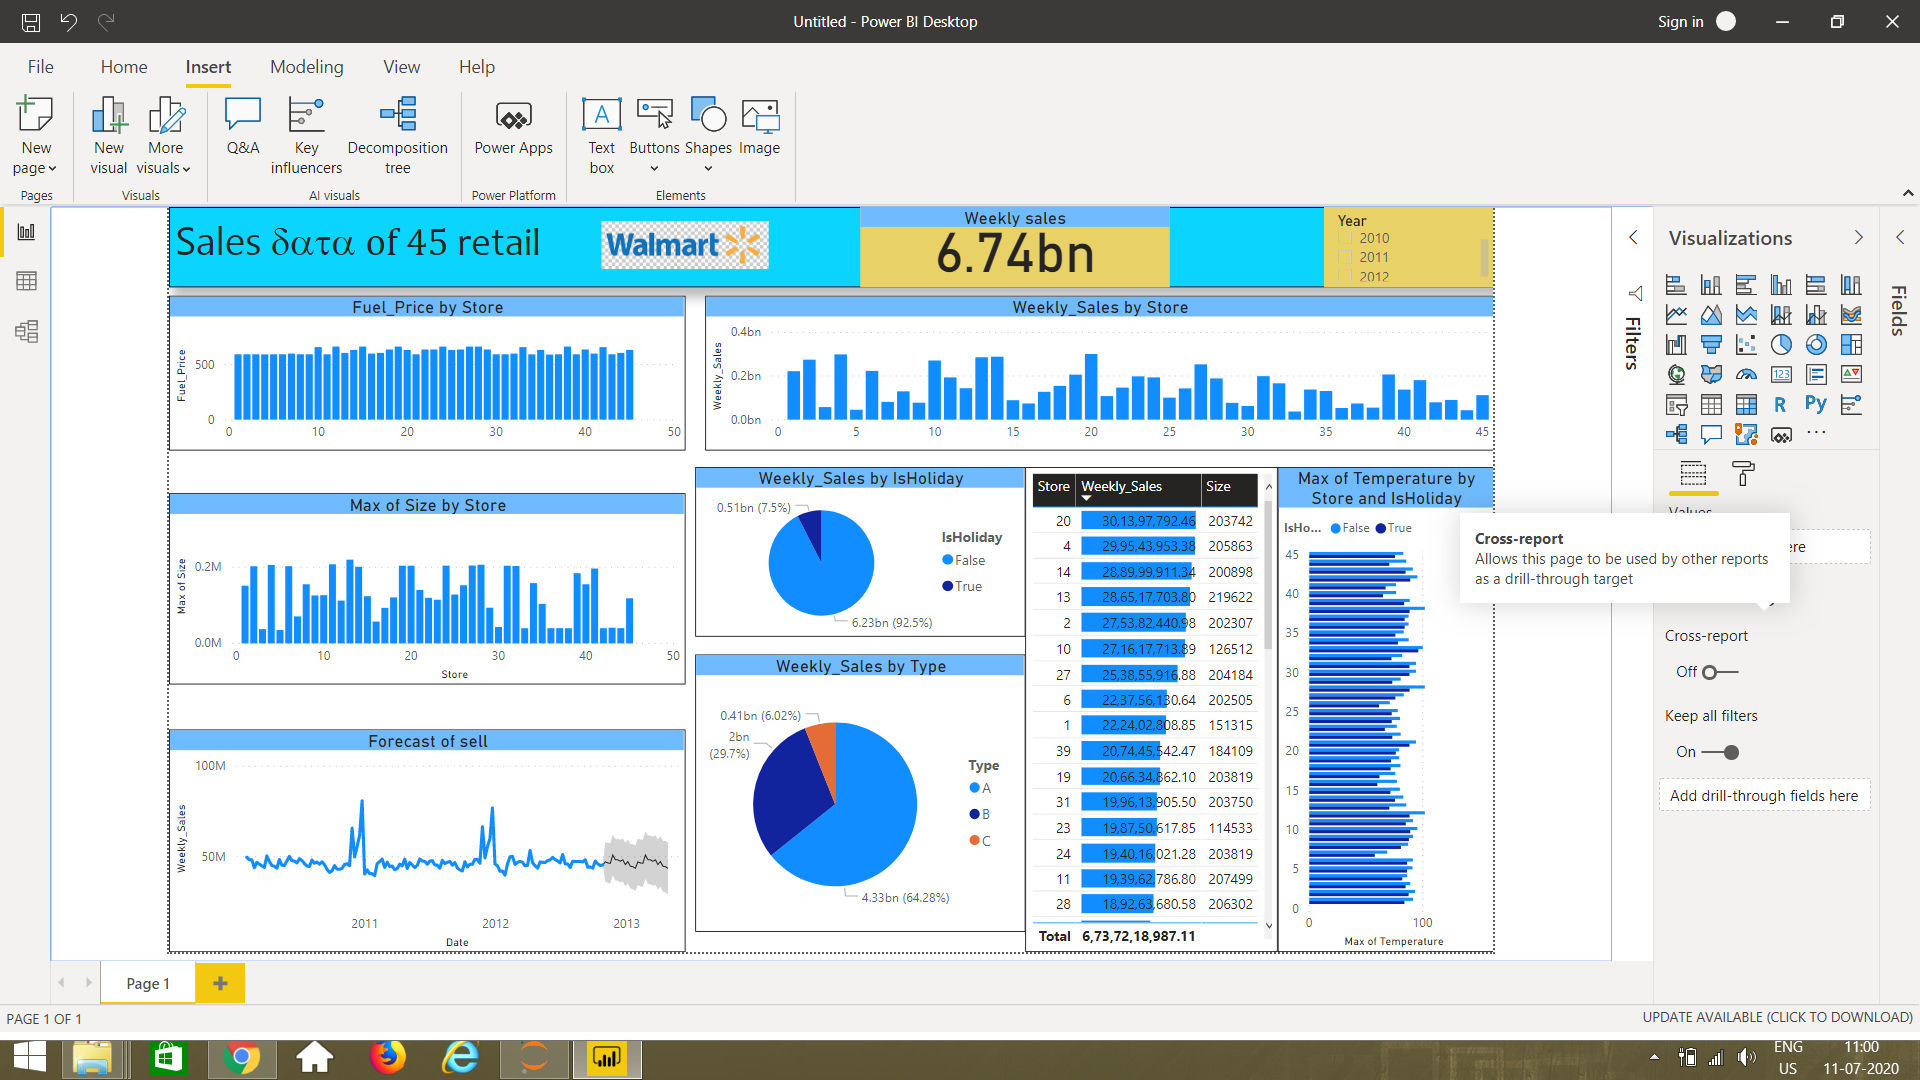 Untitled - Power BI Desktop
Sign in
File Home Insert Modeling View Help
New page
New visual
More visuals
Q&A
Key influencers
Decomposition tree
Power Apps
Text box
Buttons
Shapes
Image
Pages
Visuals
AI visuals
Power Platform
Elements
Sales δατα of 45 retail
Walmart
Weekly sales
6.74bn
Year
2010
2011
2012
Fuel_Price by Store
Fuel_Price
500
0
0 10 20 30 40 50
Weekly_Sales by Store
Weekly_Sales
0.4bn
0.2bn
0.0bn
0 5 10 15 20 25 30 35 40 45
Max of Size by Store
Max of Size
0.2M
0.0M
0 10 20 30 40 50
Store
Forecast of sell
Weekly_Sales
100M
50M
2011 2012 2013
Date
Weekly_Sales by IsHoliday
0.51bn (7.5%)
6.23bn (92.5%)
IsHoliday
False
True
Weekly_Sales by Type
0.41bn (6.02%)
2bn
(29.7%)
4.33bn (64.28%)
Type
A
B
C
Store Weekly_Sales Size
20 30,13,97,792.46 203742
4 29,95,43,953.38 205863
14 28,89,99,911.34 200898
13 28,65,17,703.80 219622
2 27,53,82,440.98 202307
10 27,16,17,713.89 126512
27 25,38,55,916.88 204184
6 22,37,56,130.64 202505
1 22,24,02,808.85 151315
39 20,74,45,542.47 184109
19 20,66,34,862.10 203819
31 19,96,13,905.50 203750
23 19,87,50,617.85 114533
24 19,40,16,021.28 203819
11 19,39,62,786.80 207499
28 18,92,63,680.58 206302
Total 6,73,72,18,987.11
Max of Temperature by
Store and IsHoliday
IsHo... False True
45
40
35
30
25
20
15
10
5
0
0 100
Max of Temperature
Filters
Visualizations
Fields
123
R
Py
...
Cross-report
Allows this page to be used by other reports
as a drill-through target
Cross-report
Off
Keep all filters
On
Add drill-through fields here
Page 1
PAGE 1 OF 1
UPDATE AVAILABLE (CLICK TO DOWNLOAD)
ENG
US
11:00
11-07-2020